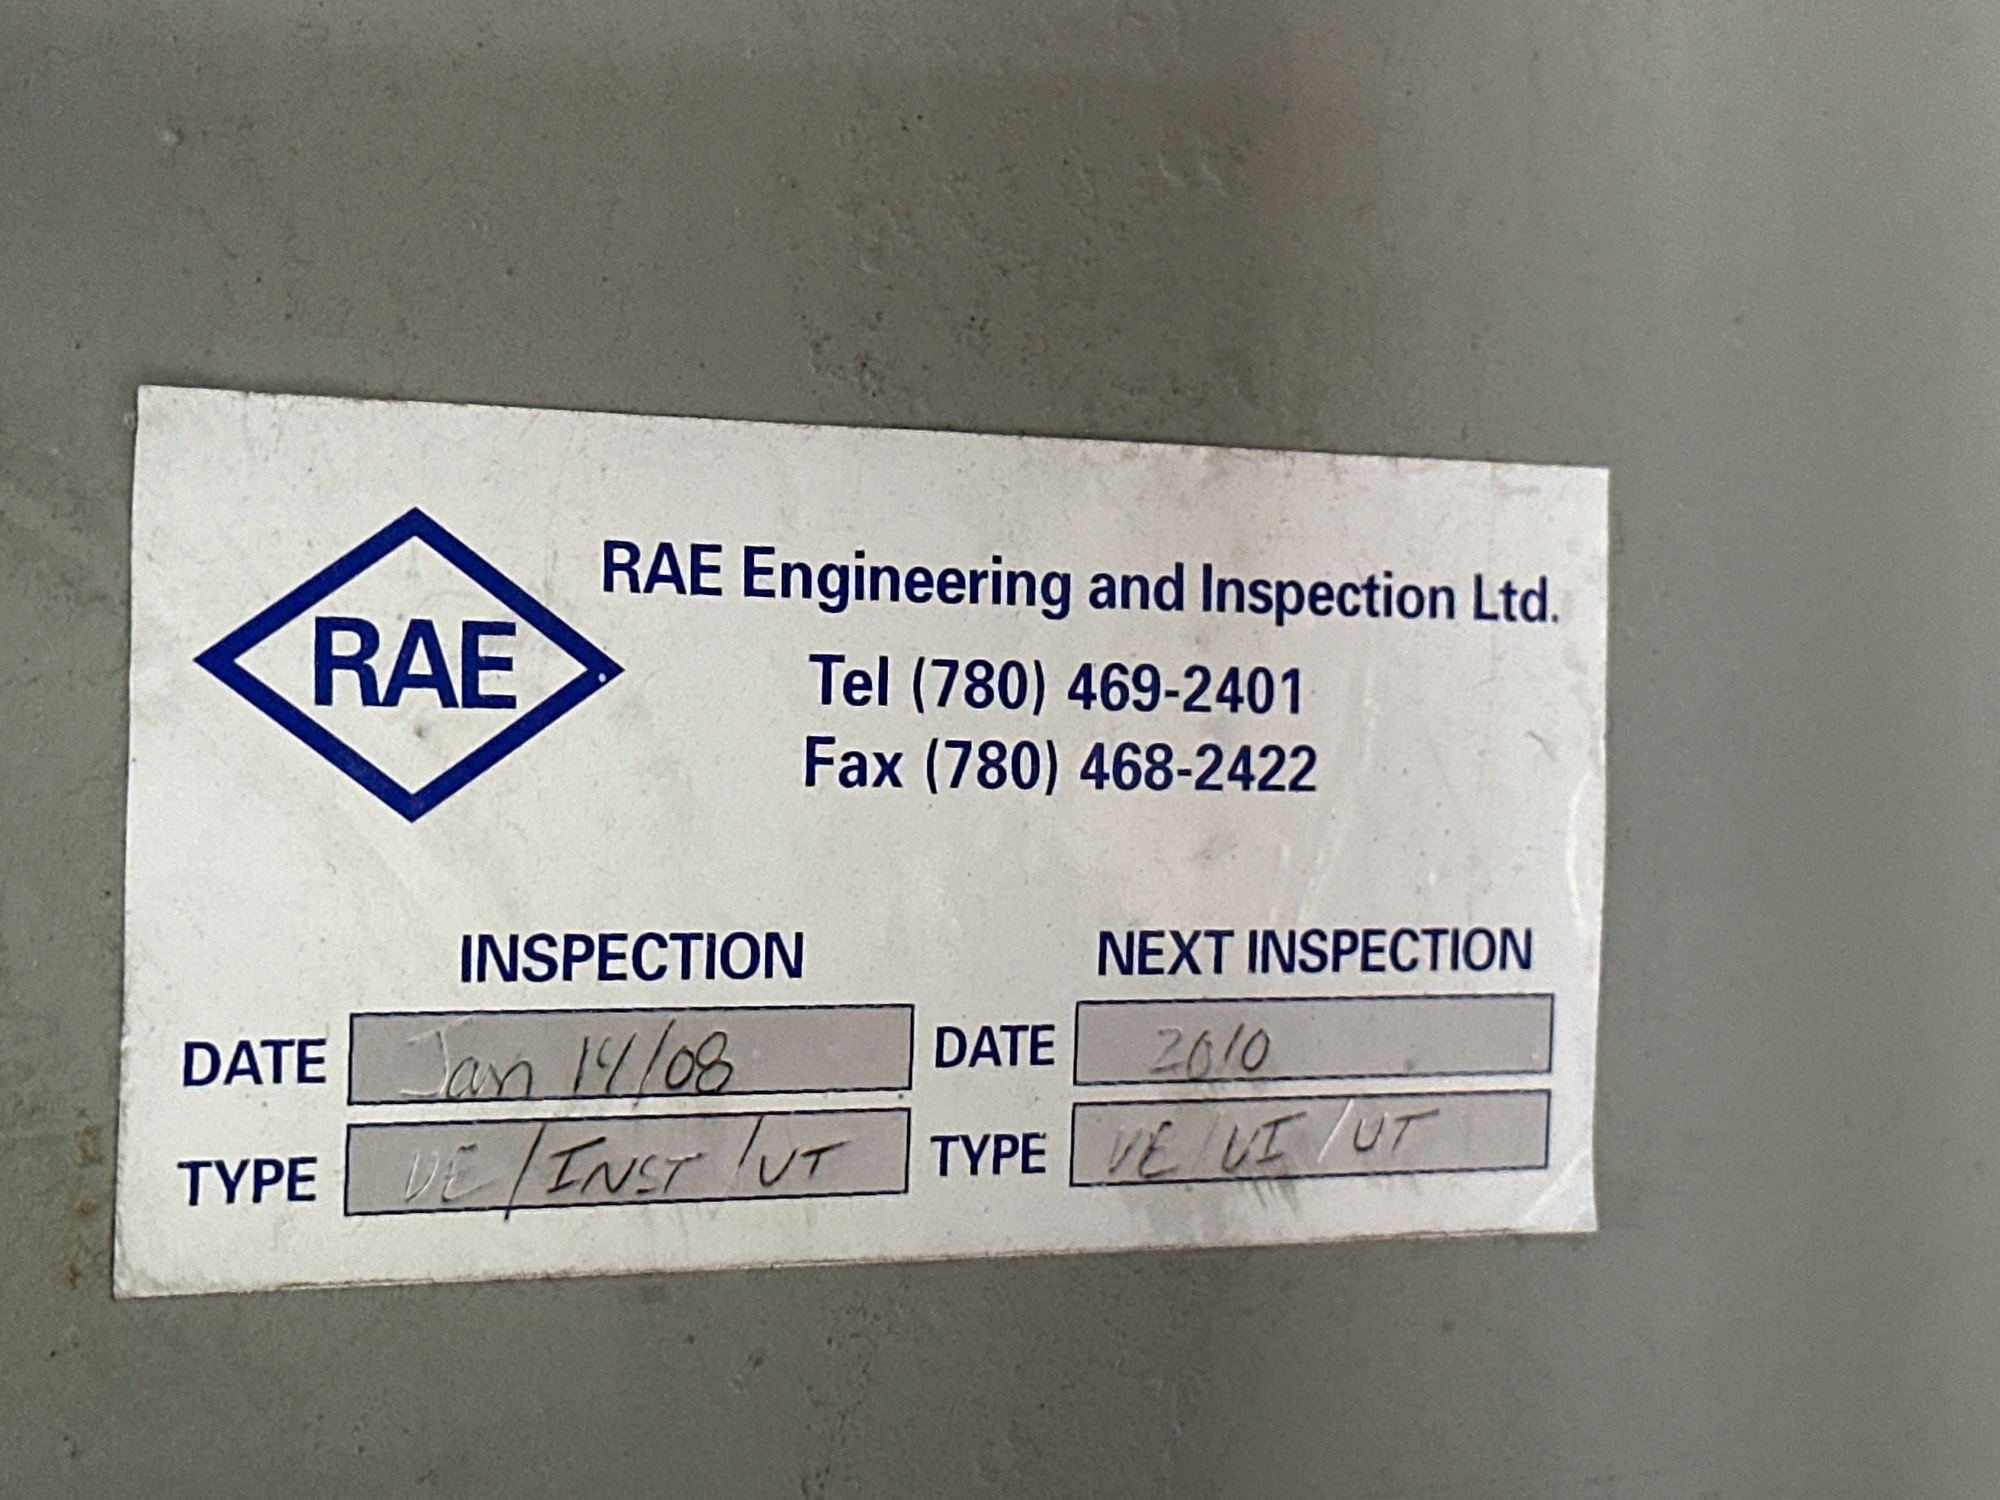 RAE
RAE Engineering and Inspection Ltd.
Tel (780) 469-2401
Fax (780) 468-2422
INSPECTION
DATE Jan 14/08
TYPE VE/INST/UT
NEXT INSPECTION
DATE 2010
TYPE VE/VI/UT